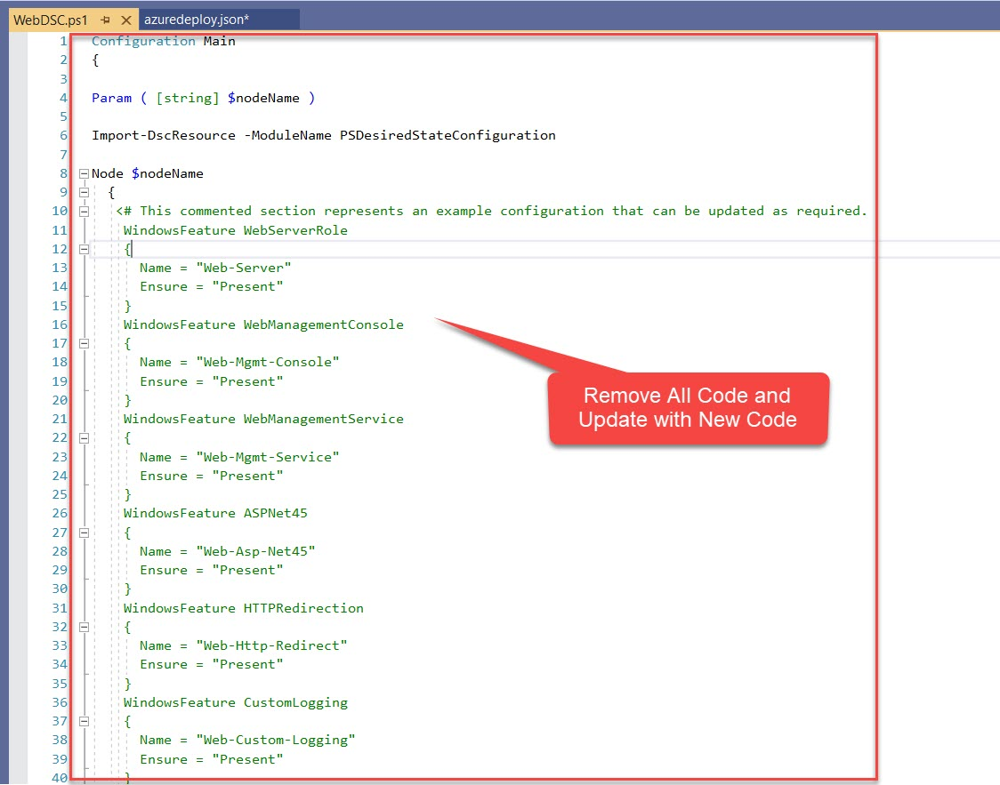 WebDSC.ps1 azuredeploy.json*
1 Configuration Main
2 {
3
4 Param ( [string] $nodeName )
5
6 Import-DscResource -ModuleName PSDesiredStateConfiguration
7
8 Node $nodeName
9 {
10 <# This commented section represents an example configuration that can be updated as required.
11 WindowsFeature WebServerRole
12 {
13 Name = "Web-Server"
14 Ensure = "Present"
15 }
16 WindowsFeature WebManagementConsole
17 {
18 Name = "Web-Mgmt-Console"
19 Ensure = "Present"
20 }
21 WindowsFeature WebManagementService
22 {
23 Name = "Web-Mgmt-Service"
24 Ensure = "Present"
25 }
26 WindowsFeature ASPNet45
27 {
28 Name = "Web-Asp-Net45"
29 Ensure = "Present"
30 }
31 WindowsFeature HTTPRedirection
32 {
33 Name = "Web-Http-Redirect"
34 Ensure = "Present"
35 }
36 WindowsFeature CustomLogging
37 {
38 Name = "Web-Custom-Logging"
39 Ensure = "Present"
40 }
Remove All Code and
Update with New Code